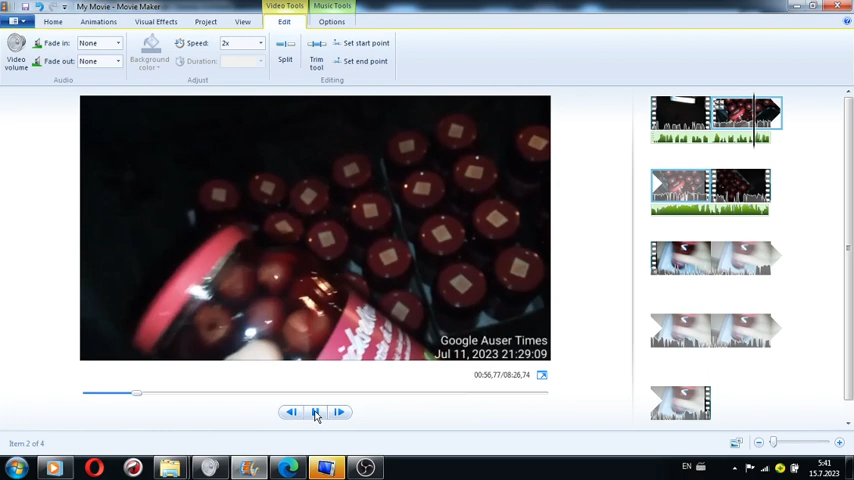 My Movie - Movie Maker
Video Tools
Music Tools
Home
Animations
Visual Effects
Project
View
Edit
Options
Video volume
Fade in:
None
Fade out:
None
Audio
Background color
Speed:
2x
Duration:
Adjust
Split
Trim tool
Set start point
Set end point
Editing
Google Auser Times
Jul 11, 2023 21:29:09
00:56,77/08:26,74
Item 2 of 4
EN
5:41
15.7.2023